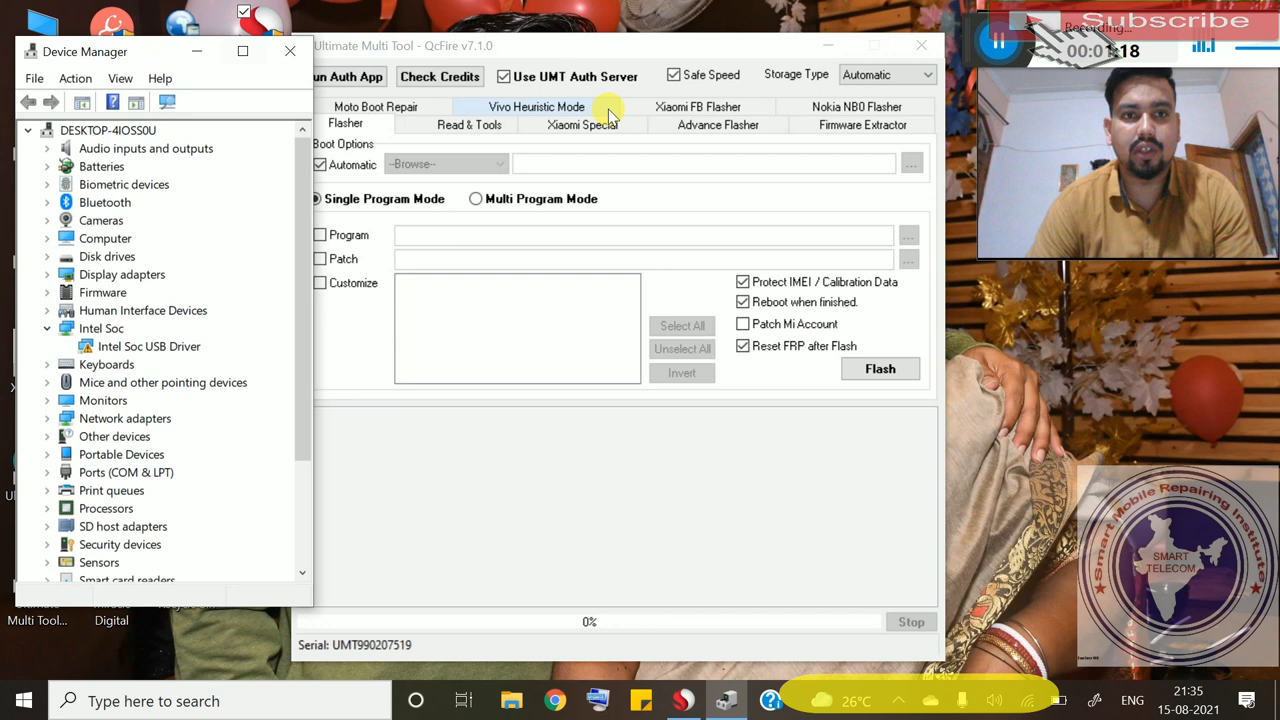 Device Manager
File Action View Help
DESKTOP-4IOSS0U
Audio inputs and outputs
Batteries
Biometric devices
Bluetooth
Cameras
Computer
Disk drives
Display adapters
Firmware
Human Interface Devices
Intel Soc
Intel Soc USB Driver
Keyboards
Mice and other pointing devices
Monitors
Network adapters
Other devices
Portable Devices
Ports (COM & LPT)
Print queues
Processors
SD host adapters
Security devices
Sensors
Smart card readers
Ultimate Multi Tool - QcFire v7.1.0
un Auth App Check Credits Use UMT Auth Server Safe Speed Storage Type Automatic
Moto Boot Repair Vivo Heuristic Mode Xiaomi FB Flasher Nokia NB0 Flasher
Flasher Read & Tools Xiaomi Special Advance Flasher Firmware Extractor
Boot Options
Automatic --Browse-- ...
Single Program Mode Multi Program Mode
Program ...
Patch ...
Customize
Select All
Unselect All
Invert
Protect IMEI / Calibration Data
Reboot when finished.
Patch Mi Account
Reset FRP after Flash
Flash
0% Stop
Serial: UMT990207519
Subscribe
Recording...
00:01:18
Smart Mobile Repairing Institute
SMART
TELECOM
Multi Tool...
Digital
Type here to search
26°C
ENG
21:35
15-08-2021